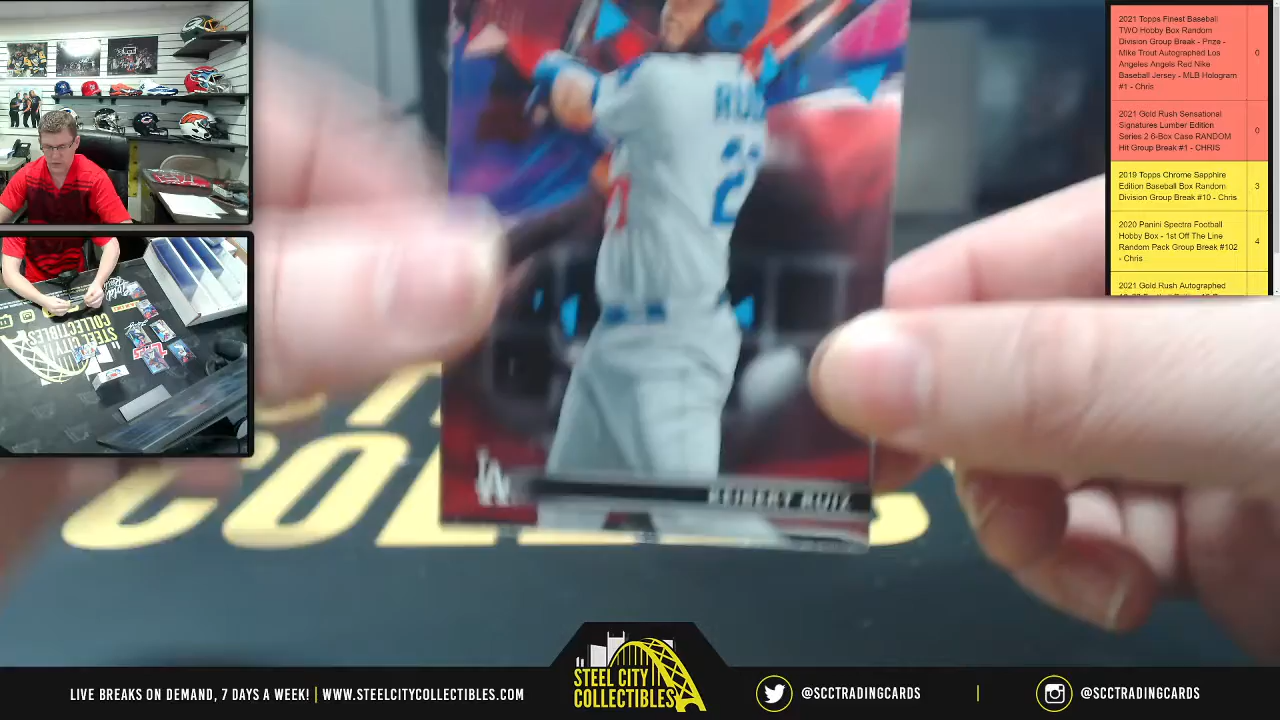 2021 Topps Finest Baseball
TWO Hobby Box Random
Division Group Break - Prize -
Mike Trout Autographed Los
Angeles Angels Red Nike
Baseball Jersey - MLB Hologram
#1 - Chris
0
2021 Gold Rush Sensational
Signatures Lumber Edition
Series 2 6-Box Case RANDOM
Hit Group Break #1 - CHRIS
0
2019 Topps Chrome Sapphire
Edition Baseball Box Random
Division Group Break #10 - Chris
3
2020 Panini Spectra Football
Hobby Box - 1st Off The Line
Random Pack Group Break #102
- Chris
4
2021 Gold Rush Autographed
LA
KEIBERT RUIZ
STEEL CITY
COLLECTIBLES
LIVE BREAKS ON DEMAND, 7 DAYS A WEEK! | WWW.STEELCITYCOLLECTIBLES.COM
STEEL CITY
COLLECTIBLES
@SCCTRADINGCARDS
@SCCTRADINGCARDS